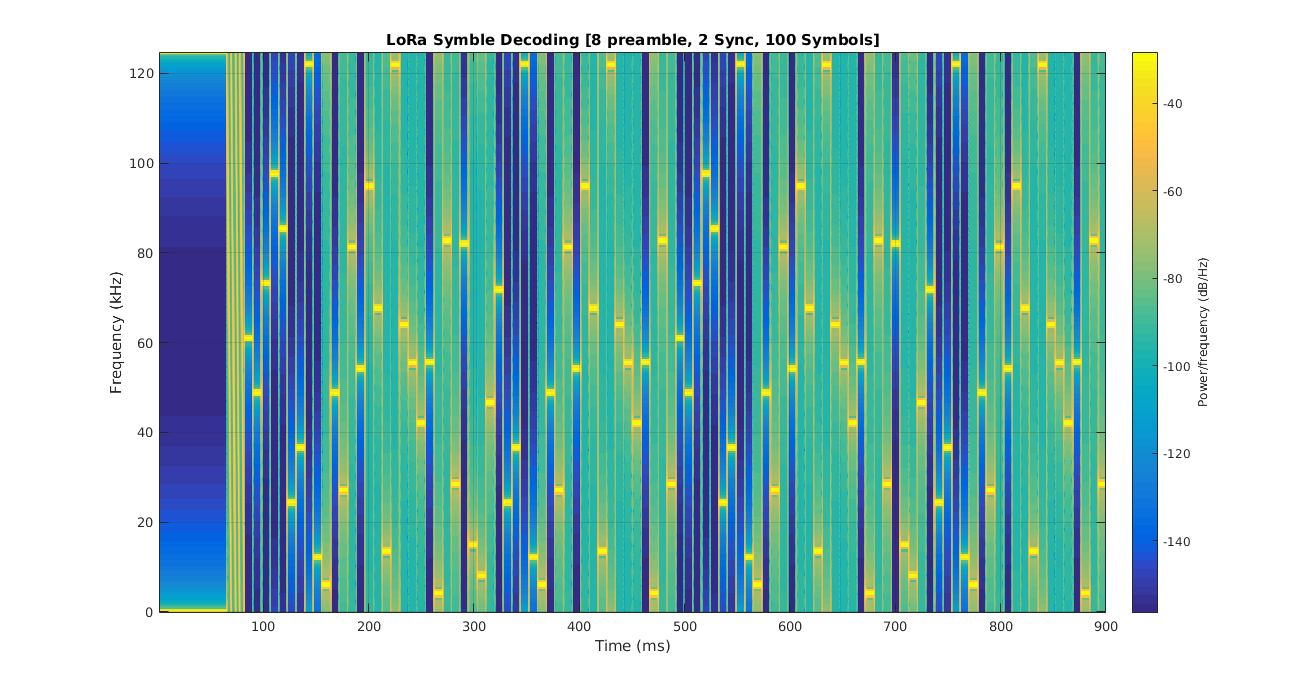 LoRa Symble Decoding [8 preamble, 2 Sync, 100 Symbols]
120
100
80
60
40
20
0
Frequency (kHz)
100 200 300 400 500 600 700 800 900
Time (ms)
-40
-60
-80
-100
-120
-140
Power/frequency (dB/Hz)